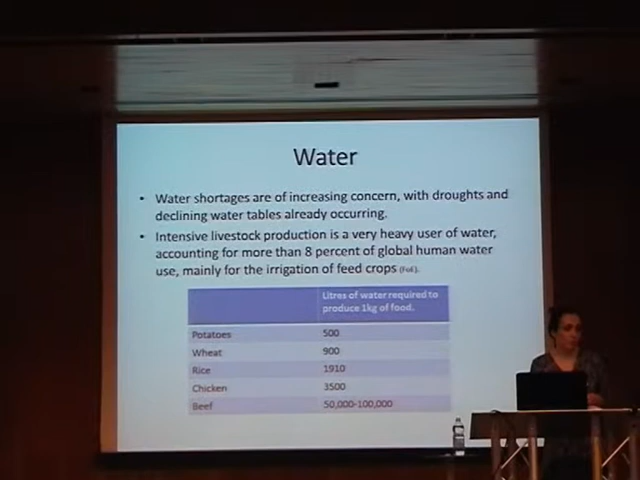 Water
• Water shortages are of increasing concern, with droughts and
declining water tables already occurring.
• Intensive livestock production is a very heavy user of water,
accounting for more than 8 percent of global human water
use, mainly for the irrigation of feed crops (FoE).
Litres of water required to
produce 1kg of food.
Potatoes 500
Wheat 900
Rice 1910
Chicken 3500
Beef 50,000-100,000